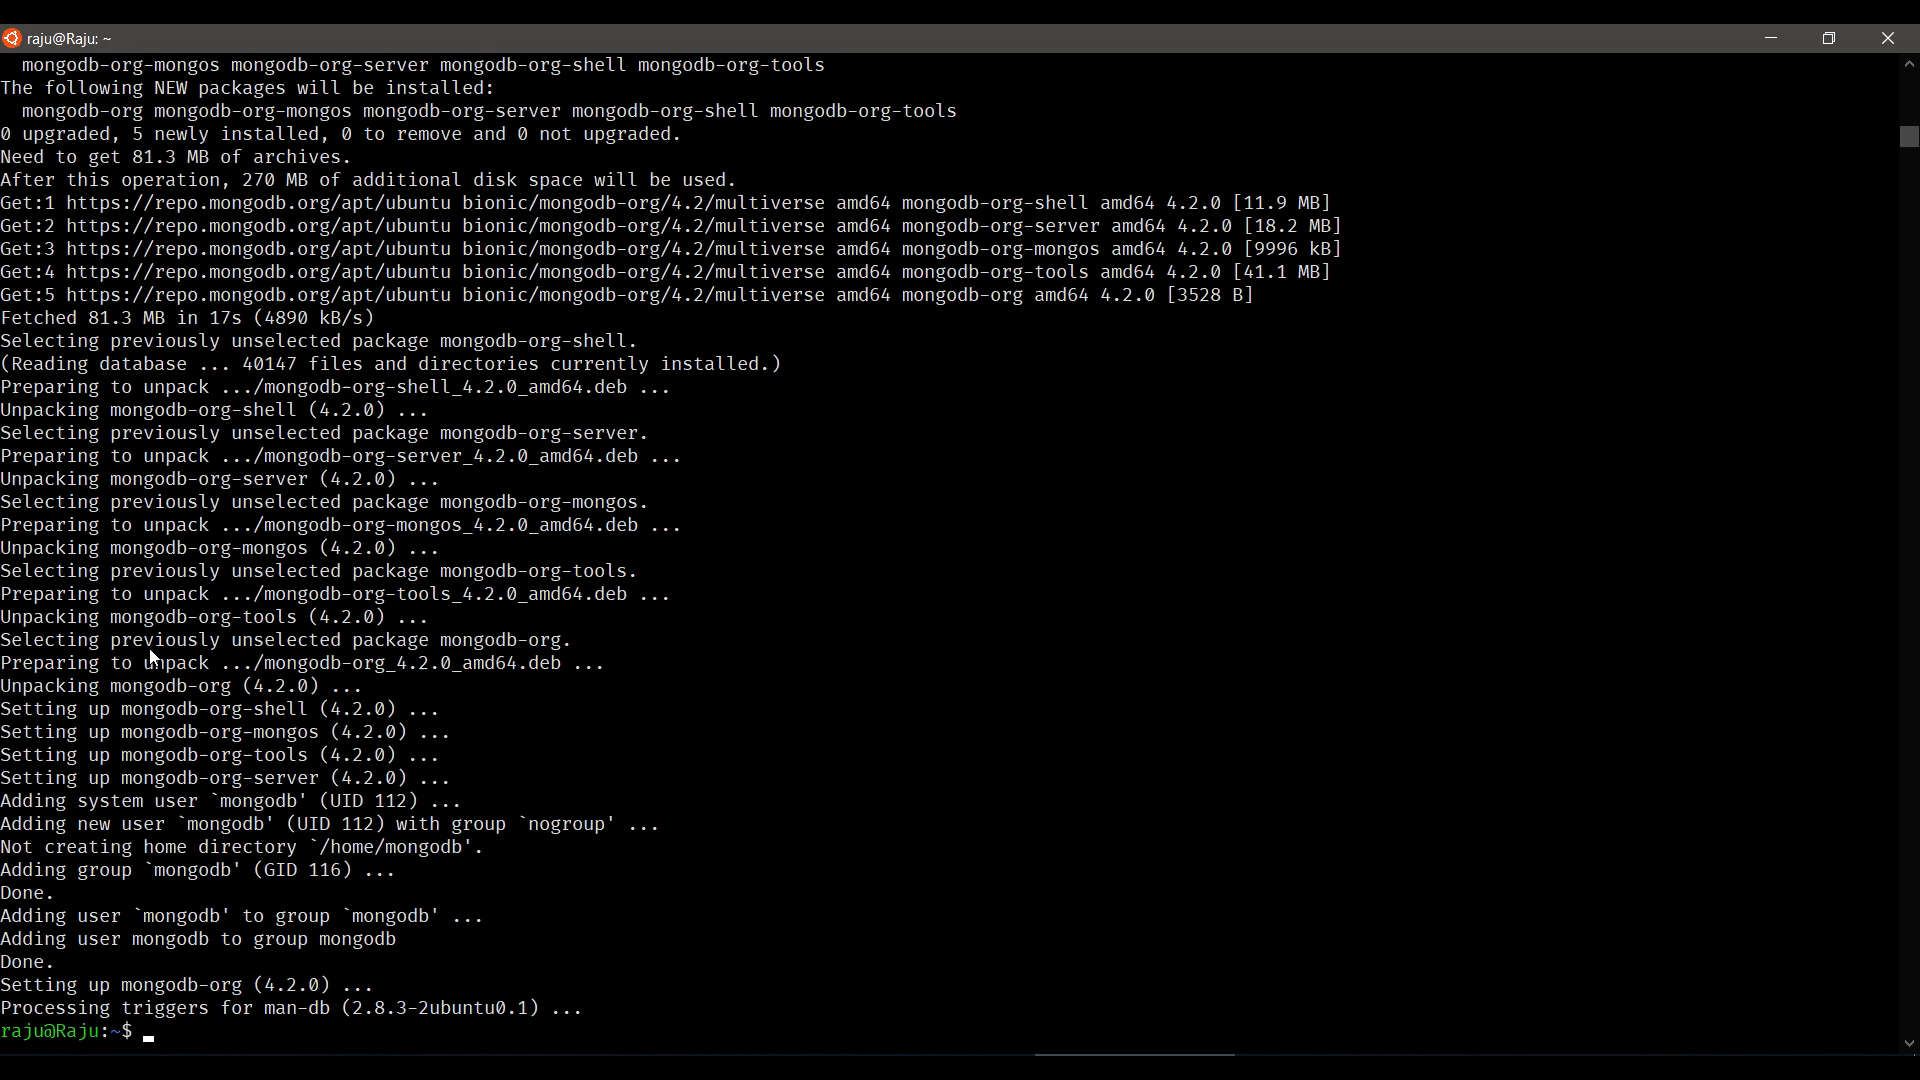 raju@Raju: ~
mongodb-org-mongos mongodb-org-server mongodb-org-shell mongodb-org-tools
The following NEW packages will be installed:
mongodb-org mongodb-org-mongos mongodb-org-server mongodb-org-shell mongodb-org-tools
0 upgraded, 5 newly installed, 0 to remove and 0 not upgraded.
Need to get 81.3 MB of archives.
After this operation, 270 MB of additional disk space will be used.
Get:1 https://repo.mongodb.org/apt/ubuntu bionic/mongodb-org/4.2/multiverse amd64 mongodb-org-shell amd64 4.2.0 [11.9 MB]
Get:2 https://repo.mongodb.org/apt/ubuntu bionic/mongodb-org/4.2/multiverse amd64 mongodb-org-server amd64 4.2.0 [18.2 MB]
Get:3 https://repo.mongodb.org/apt/ubuntu bionic/mongodb-org/4.2/multiverse amd64 mongodb-org-mongos amd64 4.2.0 [9996 kB]
Get:4 https://repo.mongodb.org/apt/ubuntu bionic/mongodb-org/4.2/multiverse amd64 mongodb-org-tools amd64 4.2.0 [41.1 MB]
Get:5 https://repo.mongodb.org/apt/ubuntu bionic/mongodb-org/4.2/multiverse amd64 mongodb-org amd64 4.2.0 [3528 B]
Fetched 81.3 MB in 17s (4890 kB/s)
Selecting previously unselected package mongodb-org-shell.
(Reading database ... 40147 files and directories currently installed.)
Preparing to unpack .../mongodb-org-shell_4.2.0_amd64.deb ...
Unpacking mongodb-org-shell (4.2.0) ...
Selecting previously unselected package mongodb-org-server.
Preparing to unpack .../mongodb-org-server_4.2.0_amd64.deb ...
Unpacking mongodb-org-server (4.2.0) ...
Selecting previously unselected package mongodb-org-mongos.
Preparing to unpack .../mongodb-org-mongos_4.2.0_amd64.deb ...
Unpacking mongodb-org-mongos (4.2.0) ...
Selecting previously unselected package mongodb-org-tools.
Preparing to unpack .../mongodb-org-tools_4.2.0_amd64.deb ...
Unpacking mongodb-org-tools (4.2.0) ...
Selecting previously unselected package mongodb-org.
Preparing to unpack .../mongodb-org_4.2.0_amd64.deb ...
Unpacking mongodb-org (4.2.0) ...
Setting up mongodb-org-shell (4.2.0) ...
Setting up mongodb-org-mongos (4.2.0) ...
Setting up mongodb-org-tools (4.2.0) ...
Setting up mongodb-org-server (4.2.0) ...
Adding system user `mongodb' (UID 112) ...
Adding new user `mongodb' (UID 112) with group `nogroup' ...
Not creating home directory `/home/mongodb'.
Adding group `mongodb' (GID 116) ...
Done.
Adding user `mongodb' to group `mongodb' ...
Adding user mongodb to group mongodb
Done.
Setting up mongodb-org (4.2.0) ...
Processing triggers for man-db (2.8.3-2ubuntu0.1) ...
raju@Raju:~$